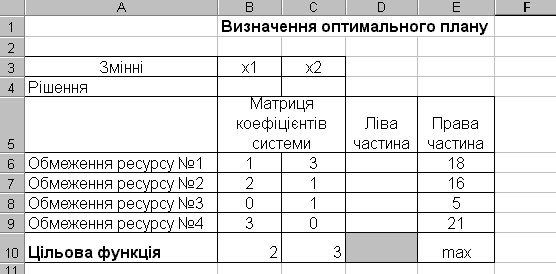 A B C D E F
1 Визначення оптимального плану
2
3 Змінні x1 x2
4 Рішення
5 Матриця коефіцієнтів системи Ліва частина Права частина
6 Обмеження ресурсу №1 1 3 18
7 Обмеження ресурсу №2 2 1 16
8 Обмеження ресурсу №3 0 1 5
9 Обмеження ресурсу №4 3 0 21
10 Цільова функція 2 3 max
11